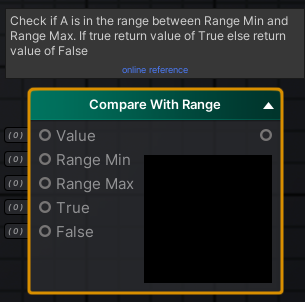 Check if A is in the range between Range Min and
Range Max. If true return value of True else return
value of False
online reference
Compare With Range
( 0 ) Value
( 0 ) Range Min
( 0 ) Range Max
( 0 ) True
( 0 ) False